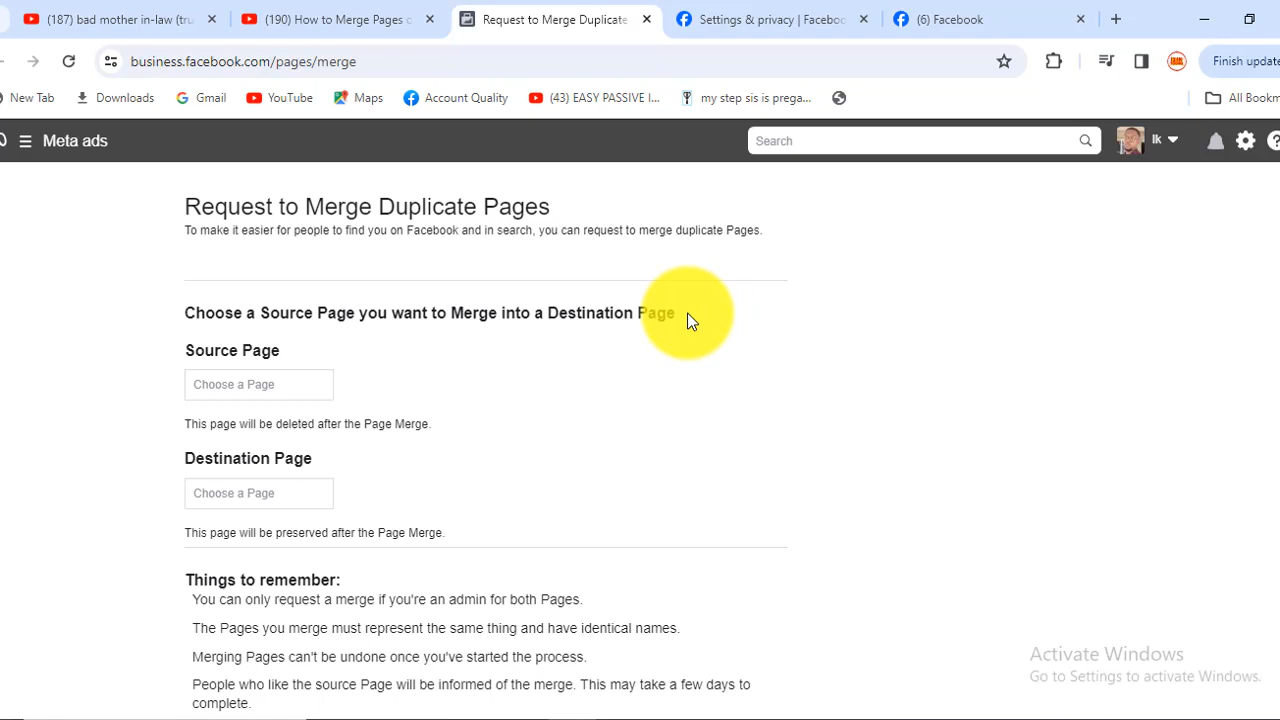 (187) bad mother in-law (tru
(190) How to Merge Pages o
Request to Merge Duplicate
Settings & privacy | Faceboo
(6) Facebook
business.facebook.com/pages/merge
Finish update
New Tab
Downloads
Gmail
YouTube
Maps
Account Quality
(43) EASY PASSIVE I...
my step sis is prega...
All Bookm
Meta ads
Search
Ik
Request to Merge Duplicate Pages
To make it easier for people to find you on Facebook and in search, you can request to merge duplicate Pages.
Choose a Source Page you want to Merge into a Destination Page
Source Page
Choose a Page
This page will be deleted after the Page Merge.
Destination Page
Choose a Page
This page will be preserved after the Page Merge.
Things to remember:
You can only request a merge if you're an admin for both Pages.
The Pages you merge must represent the same thing and have identical names.
Merging Pages can't be undone once you've started the process.
People who like the source Page will be informed of the merge. This may take a few days to
complete.
Activate Windows
Go to Settings to activate Windows.